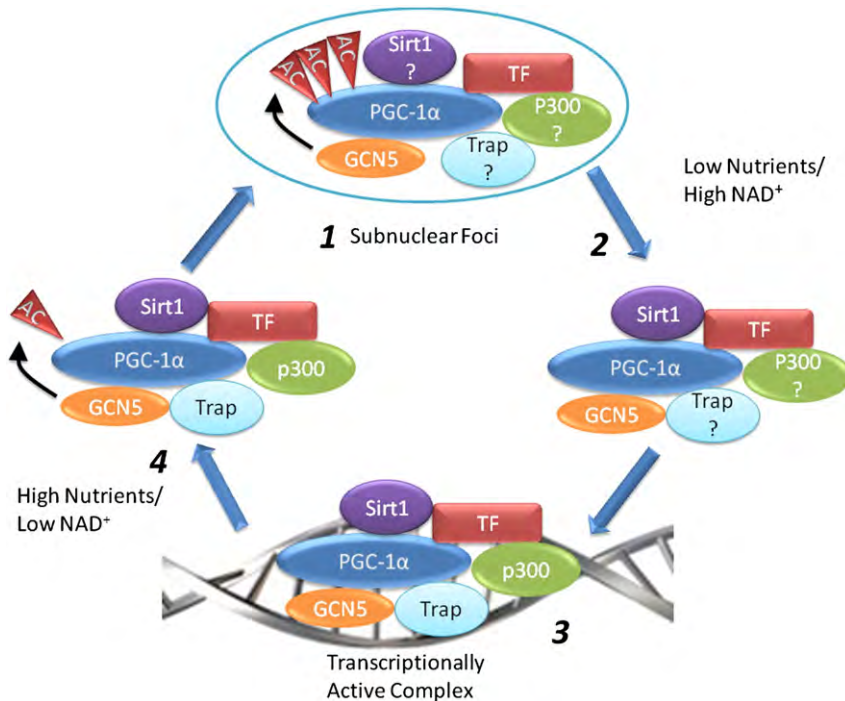 AC
AC
AC
Sirt1
?
TF
PGC-1α
P300
?
GCN5
Trap
?
1 Subnuclear Foci
Low Nutrients/
High NAD⁺
2
AC
Sirt1
TF
PGC-1α
p300
GCN5
Trap
Sirt1
TF
PGC-1α
P300
?
GCN5
Trap
?
4
High Nutrients/
Low NAD⁺
Sirt1
TF
PGC-1α
p300
GCN5
Trap
3
Transcriptionally
Active Complex